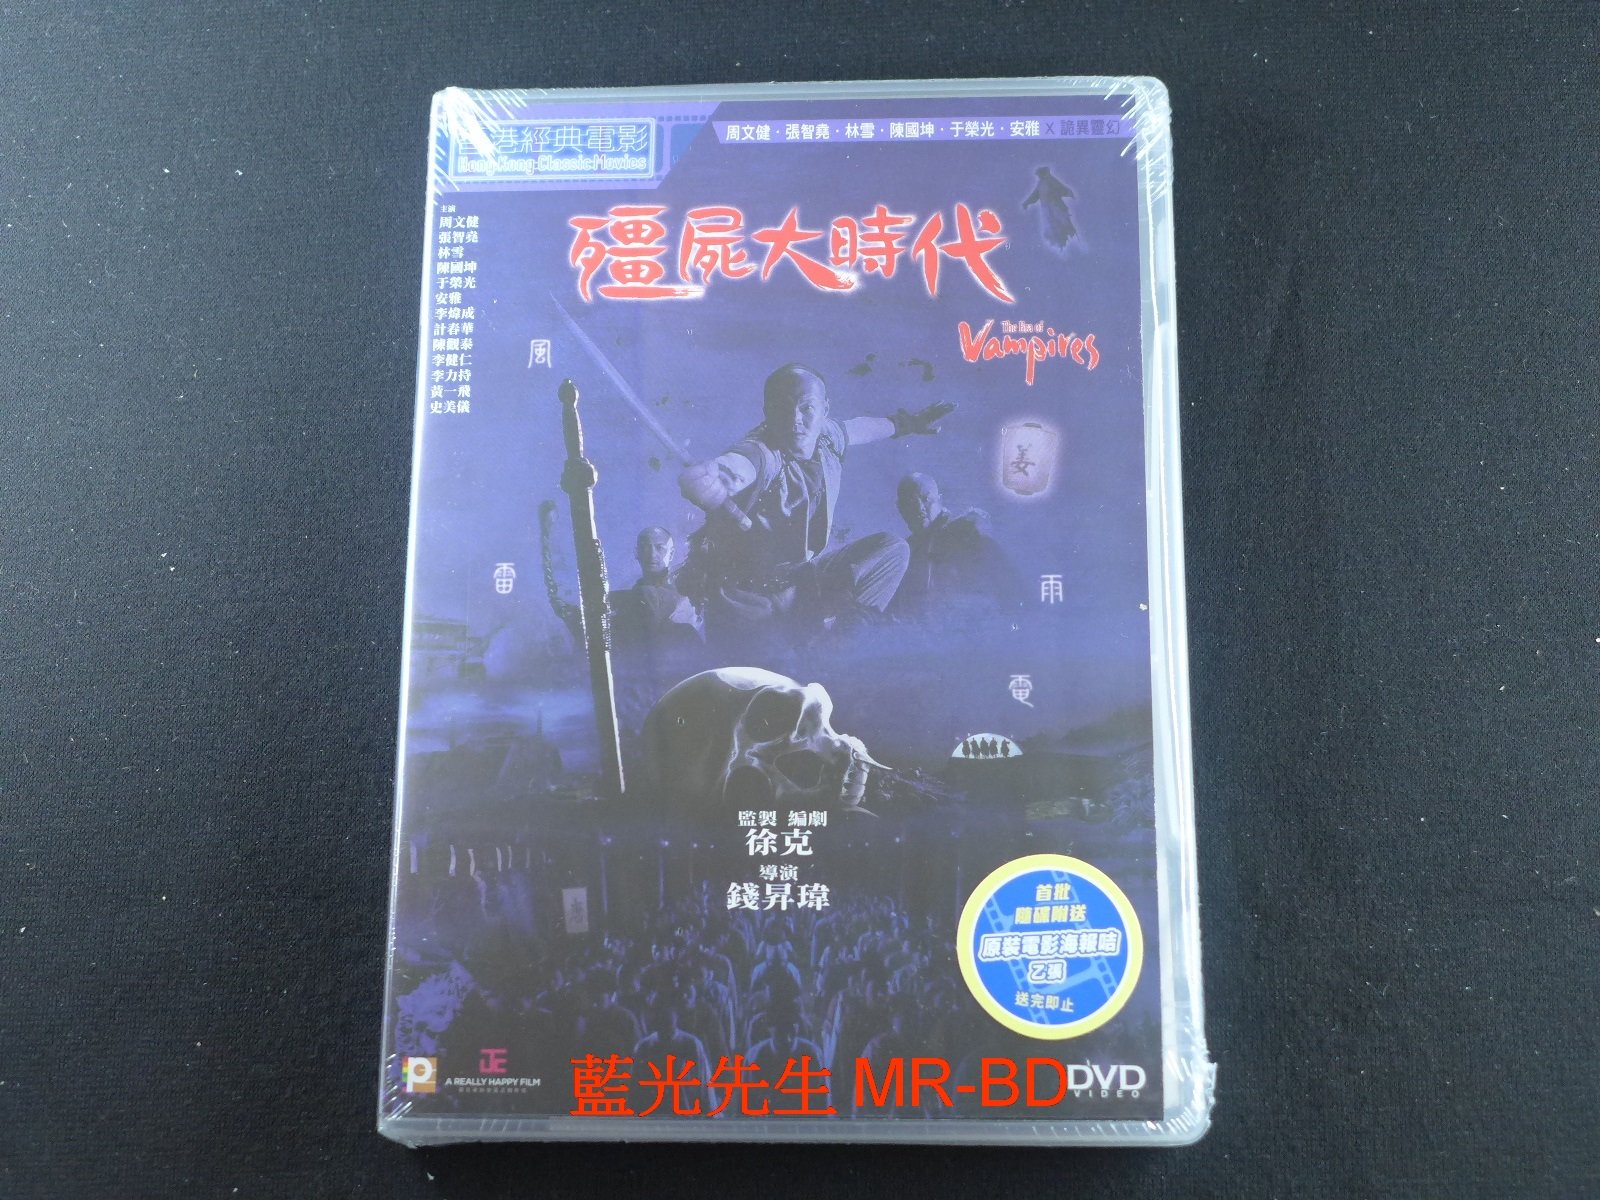 香港經典電影
Hong Kong Classic Movies
周文健·張智堯·林雪·陳國坤·于榮光·安雅 X 詭異靈幻
主演
周文健
張智堯
林雪
陳國坤
于榮光
安雅
李煒成
計春華
陳觀泰
李健仁
李力持
黃一飛
史美儀
殭屍大時代
The Era of
Vampires
風
姜
雷
雨
電
監製 編劇
徐克
導演
錢昇瑋
首批
隨碟附送
原裝電影海報咭
乙張
送完即止
P
正
A REALLY HAPPY FILM
DVD
VIDEO
藍光先生 MR-BD